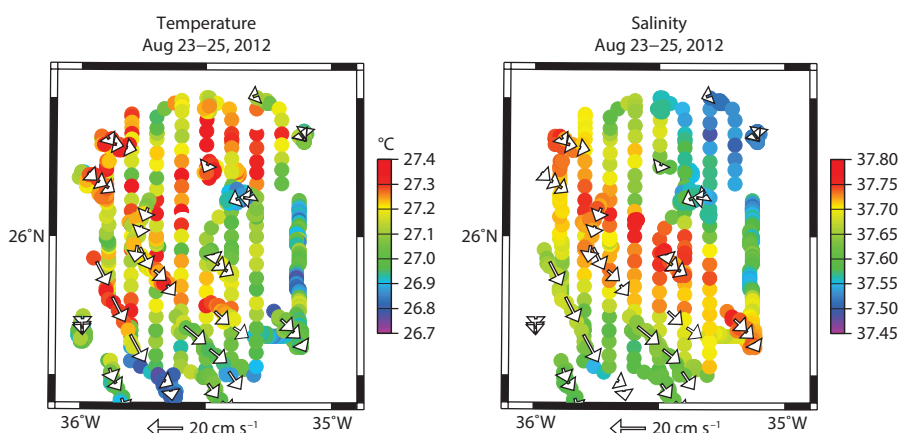 Temperature
Aug 23–25, 2012
Salinity
Aug 23–25, 2012
°C
27.4
27.3
27.2
27.1
27.0
26.9
26.8
26.7
37.80
37.75
37.70
37.65
37.60
37.55
37.50
37.45
26˚N
26˚N
36˚W
35˚W
36˚W
35˚W
20 cm s⁻¹
20 cm s⁻¹